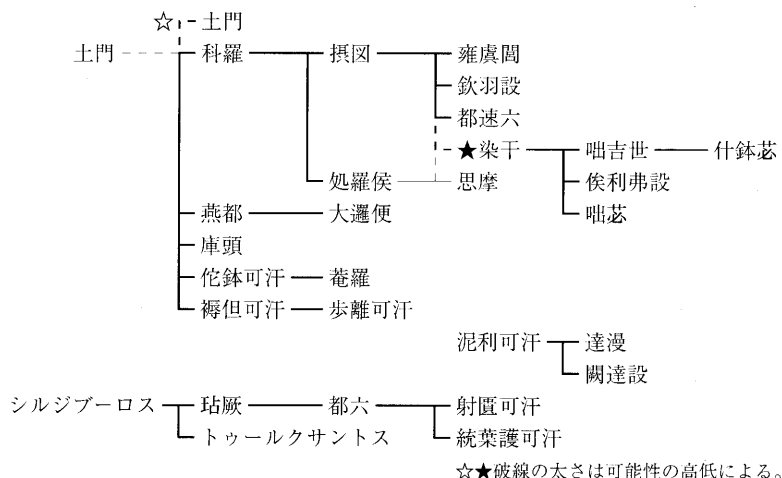 ☆ 土門
土門 科羅 摂図 雍虞閭
欽羽設
都速六
★染干 咄吉世 什鉢苾
処羅侯 思摩 俟利弗設
燕都 大邏便 咄苾
庫頭
佗鉢可汗 菴羅
褥但可汗 歩離可汗
泥利可汗 達漫
闕達設
シルジブーロス 玷厥 都六 射匱可汗
トゥールクサントス 統葉護可汗
☆★破線の太さは可能性の高低による。